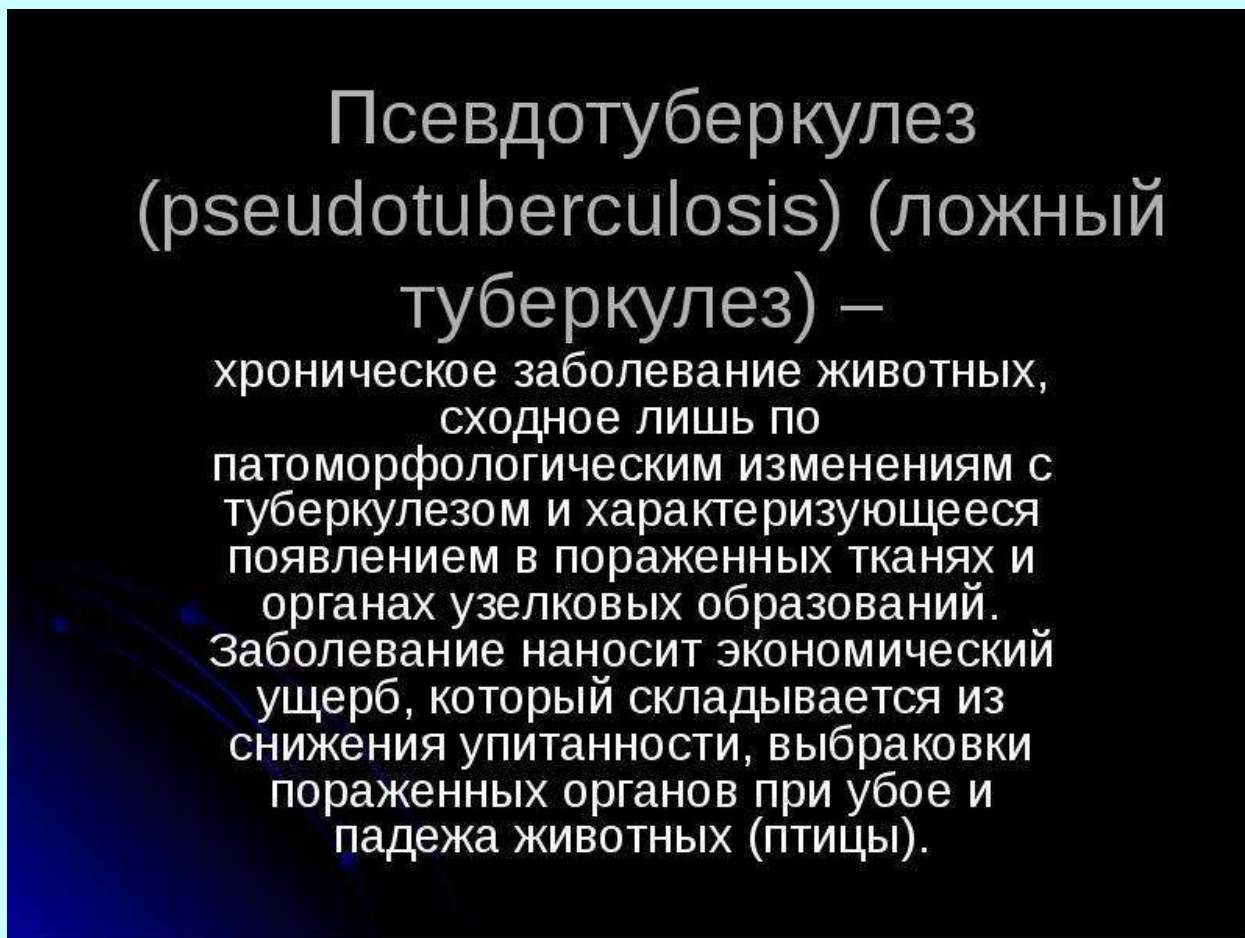 Псевдотуберкулез
(pseudotuberculosis) (ложный
туберкулез) –
хроническое заболевание животных,
сходное лишь по
патоморфологическим изменениям с
туберкулезом и характеризующееся
появлением в пораженных тканях и
органах узелковых образований.
Заболевание наносит экономический
ущерб, который складывается из
снижения упитанности, выбраковки
пораженных органов при убое и
падежа животных (птицы).